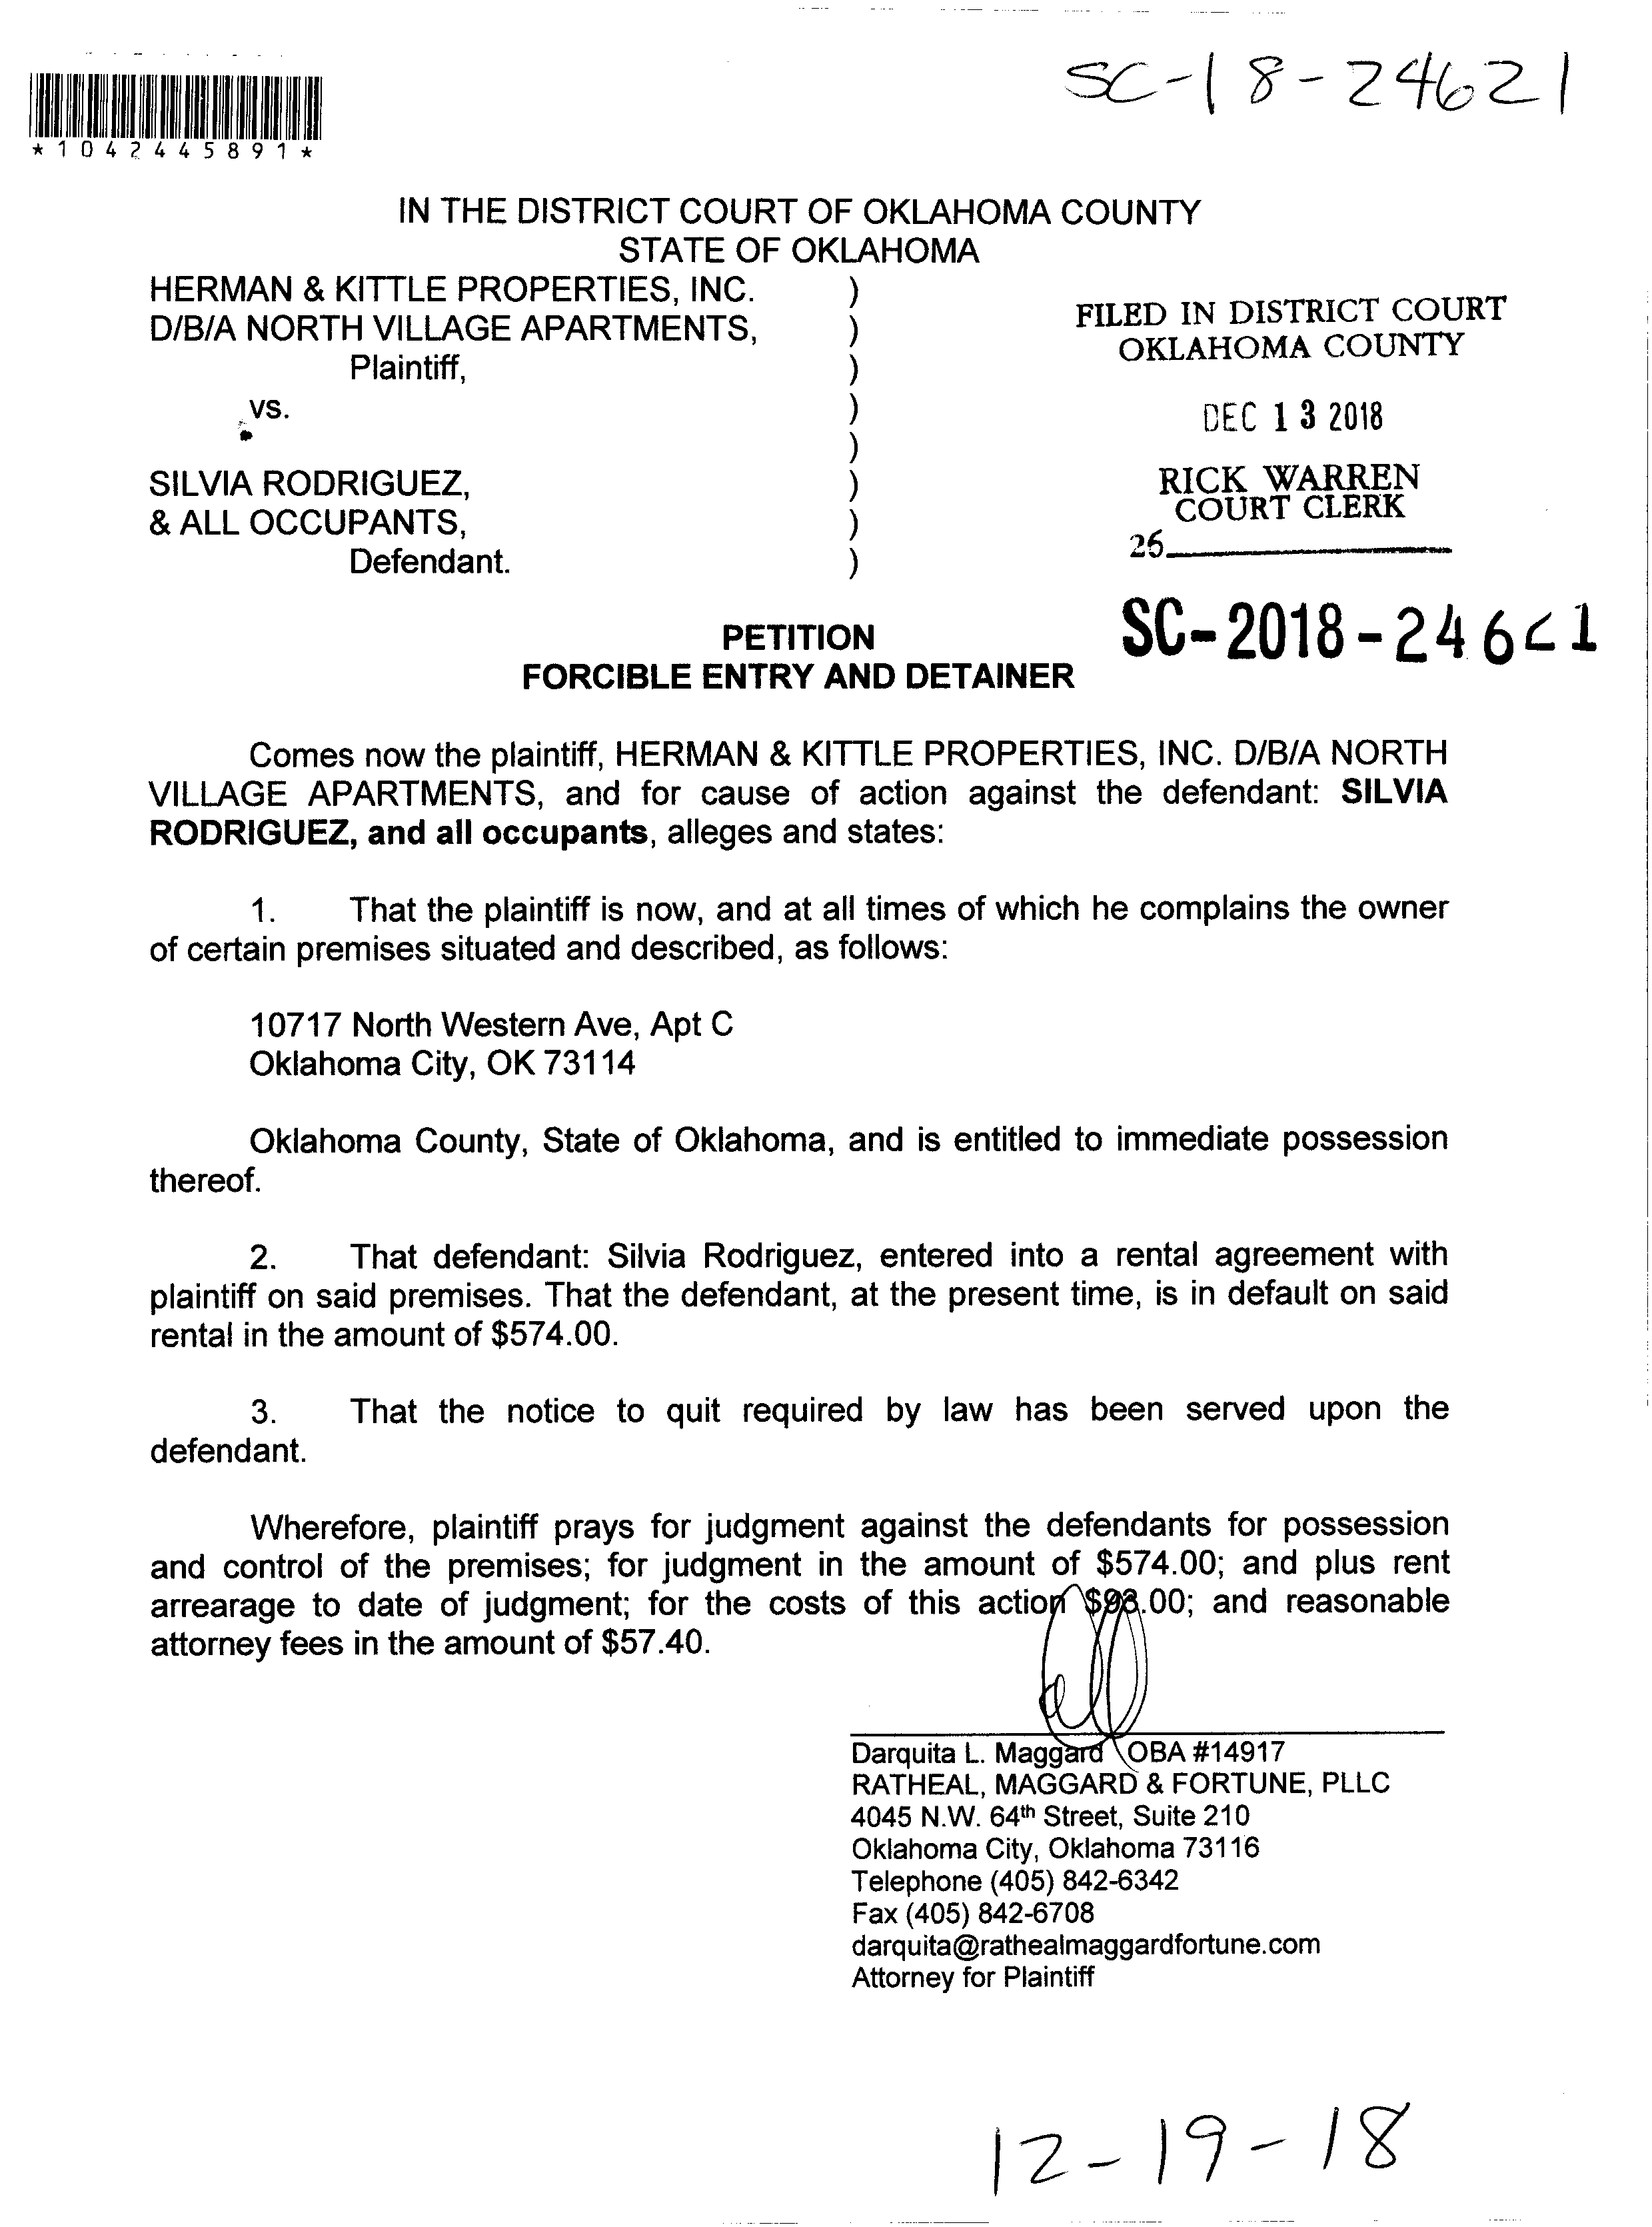 SC-18-24621
*1042445891*
IN THE DISTRICT COURT OF OKLAHOMA COUNTY
STATE OF OKLAHOMA
HERMAN & KITTLE PROPERTIES, INC. )
D/B/A NORTH VILLAGE APARTMENTS, )
Plaintiff, )
vs. )
)
SILVIA RODRIGUEZ, )
& ALL OCCUPANTS, )
Defendant. )
FILED IN DISTRICT COURT
OKLAHOMA COUNTY
DEC 13 2018
RICK WARREN
COURT CLERK
26
SC-2018-24621
PETITION
FORCIBLE ENTRY AND DETAINER
Comes now the plaintiff, HERMAN & KITTLE PROPERTIES, INC. D/B/A NORTH
VILLAGE APARTMENTS, and for cause of action against the defendant: SILVIA
RODRIGUEZ, and all occupants, alleges and states:
1. That the plaintiff is now, and at all times of which he complains the owner
of certain premises situated and described, as follows:
10717 North Western Ave, Apt C
Oklahoma City, OK 73114
Oklahoma County, State of Oklahoma, and is entitled to immediate possession
thereof.
2. That defendant: Silvia Rodriguez, entered into a rental agreement with
plaintiff on said premises. That the defendant, at the present time, is in default on said
rental in the amount of $574.00.
3. That the notice to quit required by law has been served upon the
defendant.
Wherefore, plaintiff prays for judgment against the defendants for possession
and control of the premises; for judgment in the amount of $574.00; and plus rent
arrearage to date of judgment; for the costs of this action and reasonable
attorney fees in the amount of $57.40.
Darquita L. Maggard OBA #14917
RATHEAL, MAGGARD & FORTUNE, PLLC
4045 N.W. 64th Street, Suite 210
Oklahoma City, Oklahoma 73116
Telephone (405) 842-6342
Fax (405) 842-6708
darquita@rathealmaggardfortune.com
Attorney for Plaintiff
12-19-18